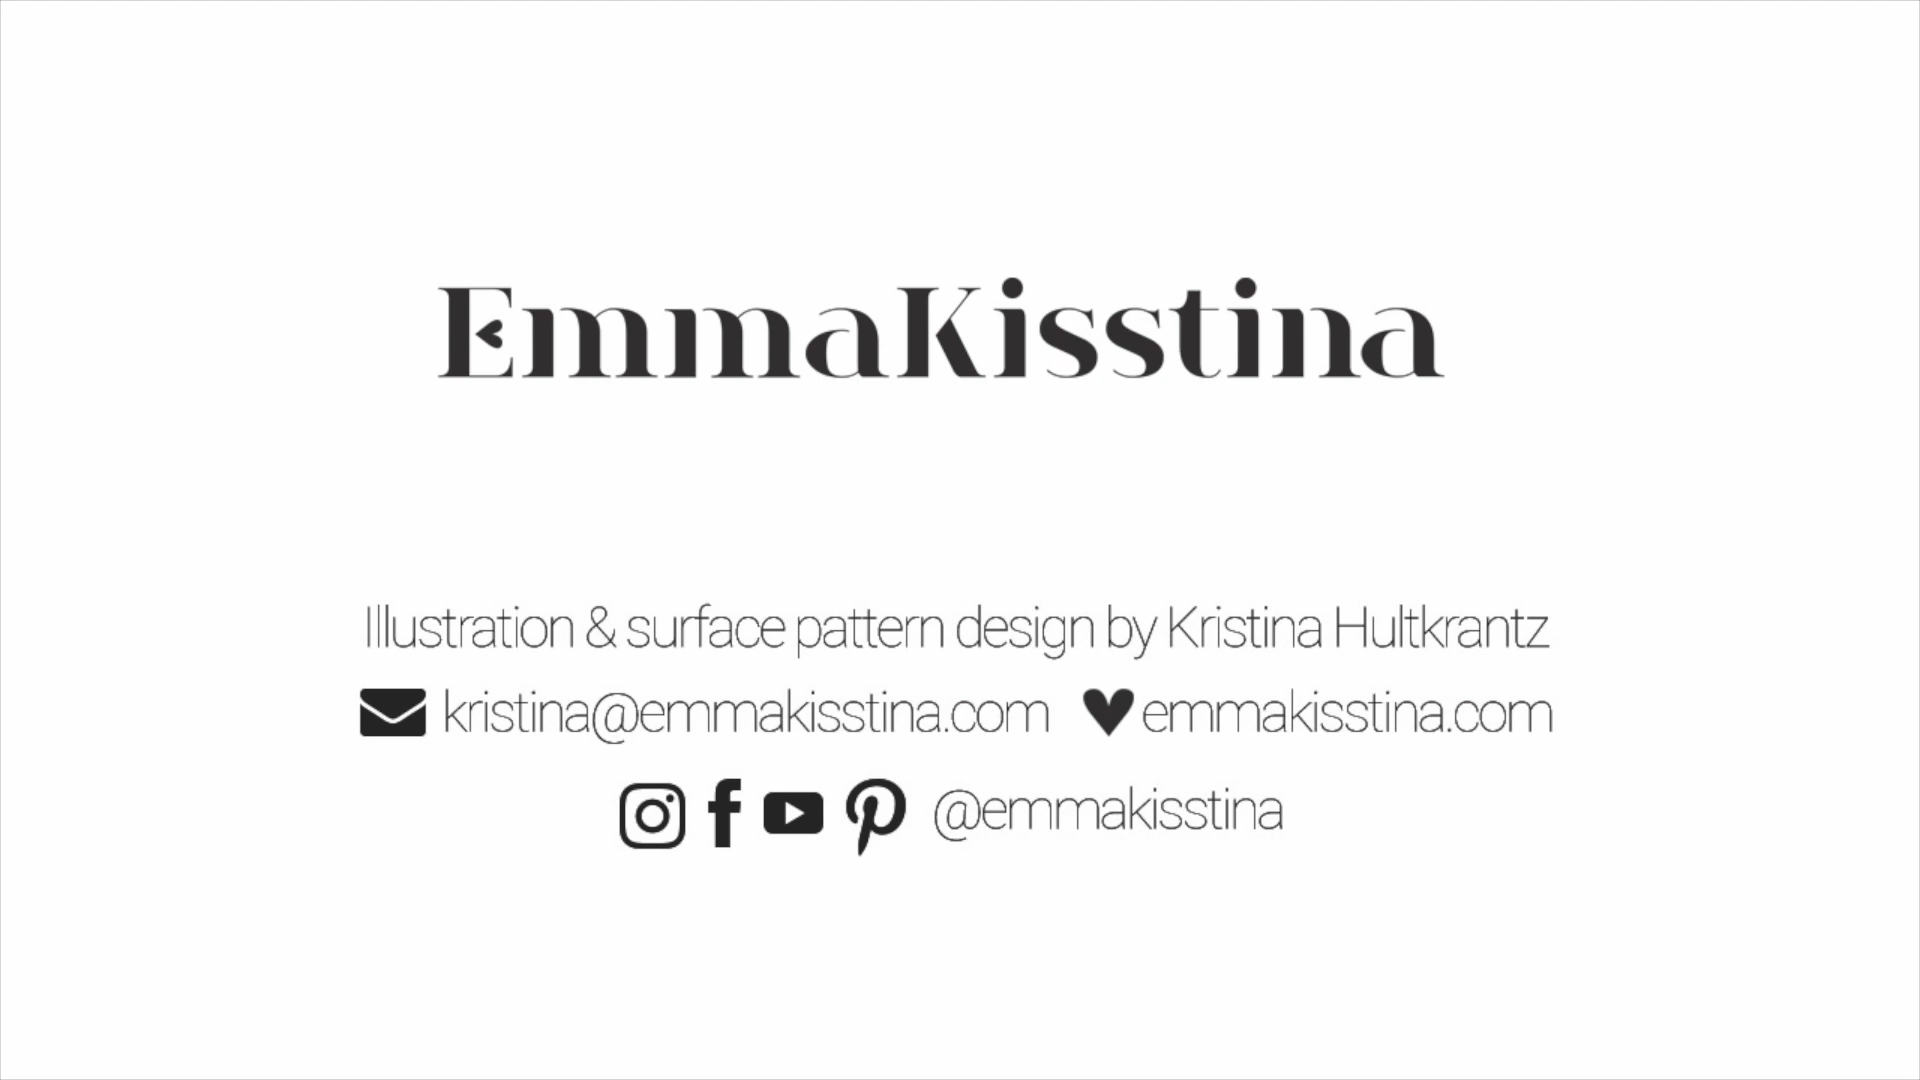 EmmaKisstina
Illustration & surface pattern design by Kristina Hultkrantz
kristina@emmakisstina.com emmakisstina.com
@emmakisstina